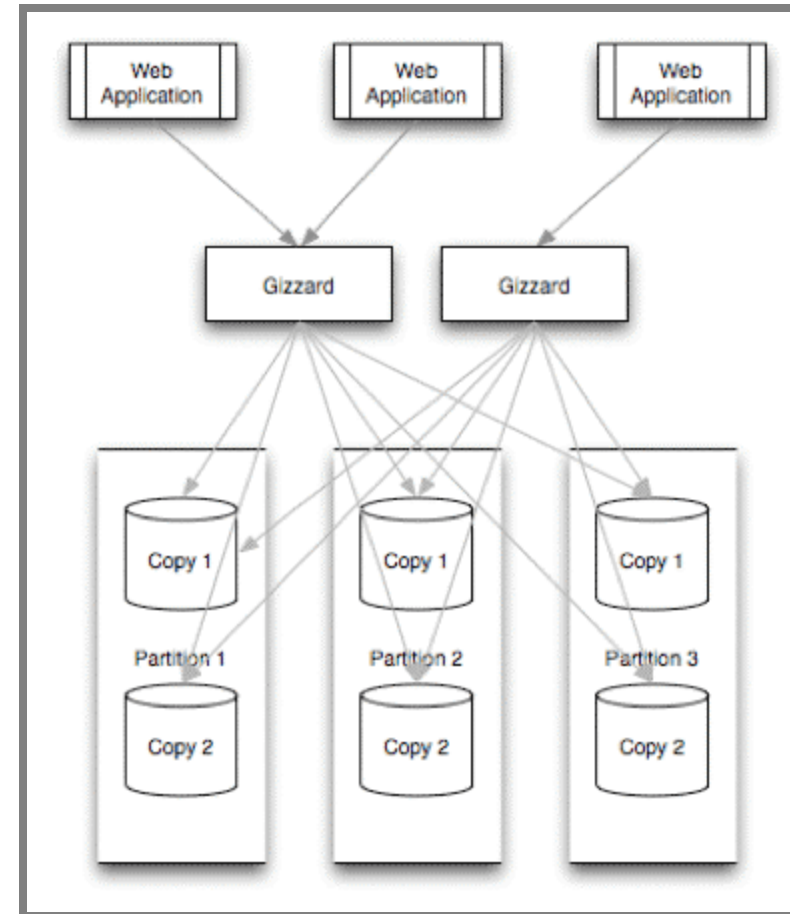 Web
Application
Web
Application
Web
Application
Gizzard
Gizzard
Copy 1
Copy 1
Copy 1
Partition 1
Partition 2
Partition 3
Copy 2
Copy 2
Copy 2